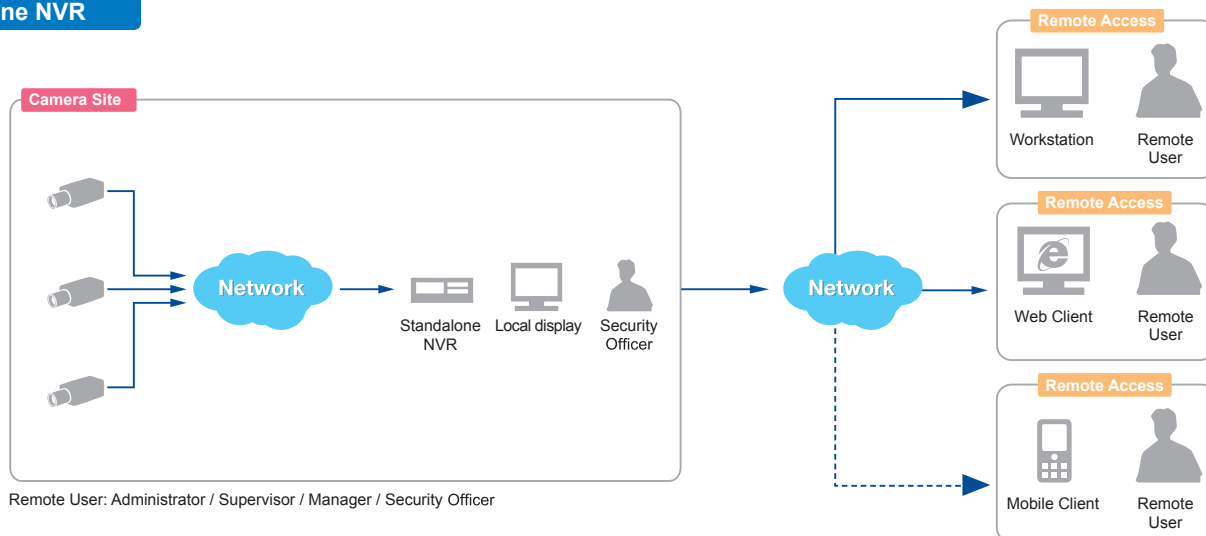 ne NVR
Remote Access
Workstation
Remote
User
Camera Site
Network
Standalone
NVR
Local display
Security
Officer
Network
Remote Access
Web Client
Remote
User
Remote Access
Mobile Client
Remote
User
Remote User: Administrator / Supervisor / Manager / Security Officer